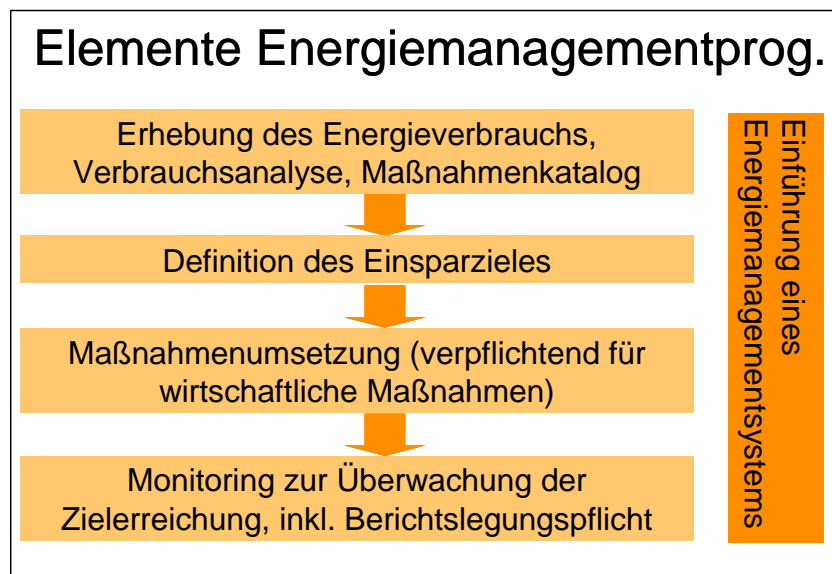 Elemente Energiemanagementprog.
Erhebung des Energieverbrauchs,
Verbrauchsanalyse, Maßnahmenkatalog
Definition des Einsparzieles
Maßnahmenumsetzung (verpflichtend für
wirtschaftliche Maßnahmen)
Monitoring zur Überwachung der
Zielerreichung, inkl. Berichtslegungspflicht
Einführung eines
Energiemanagementsystems